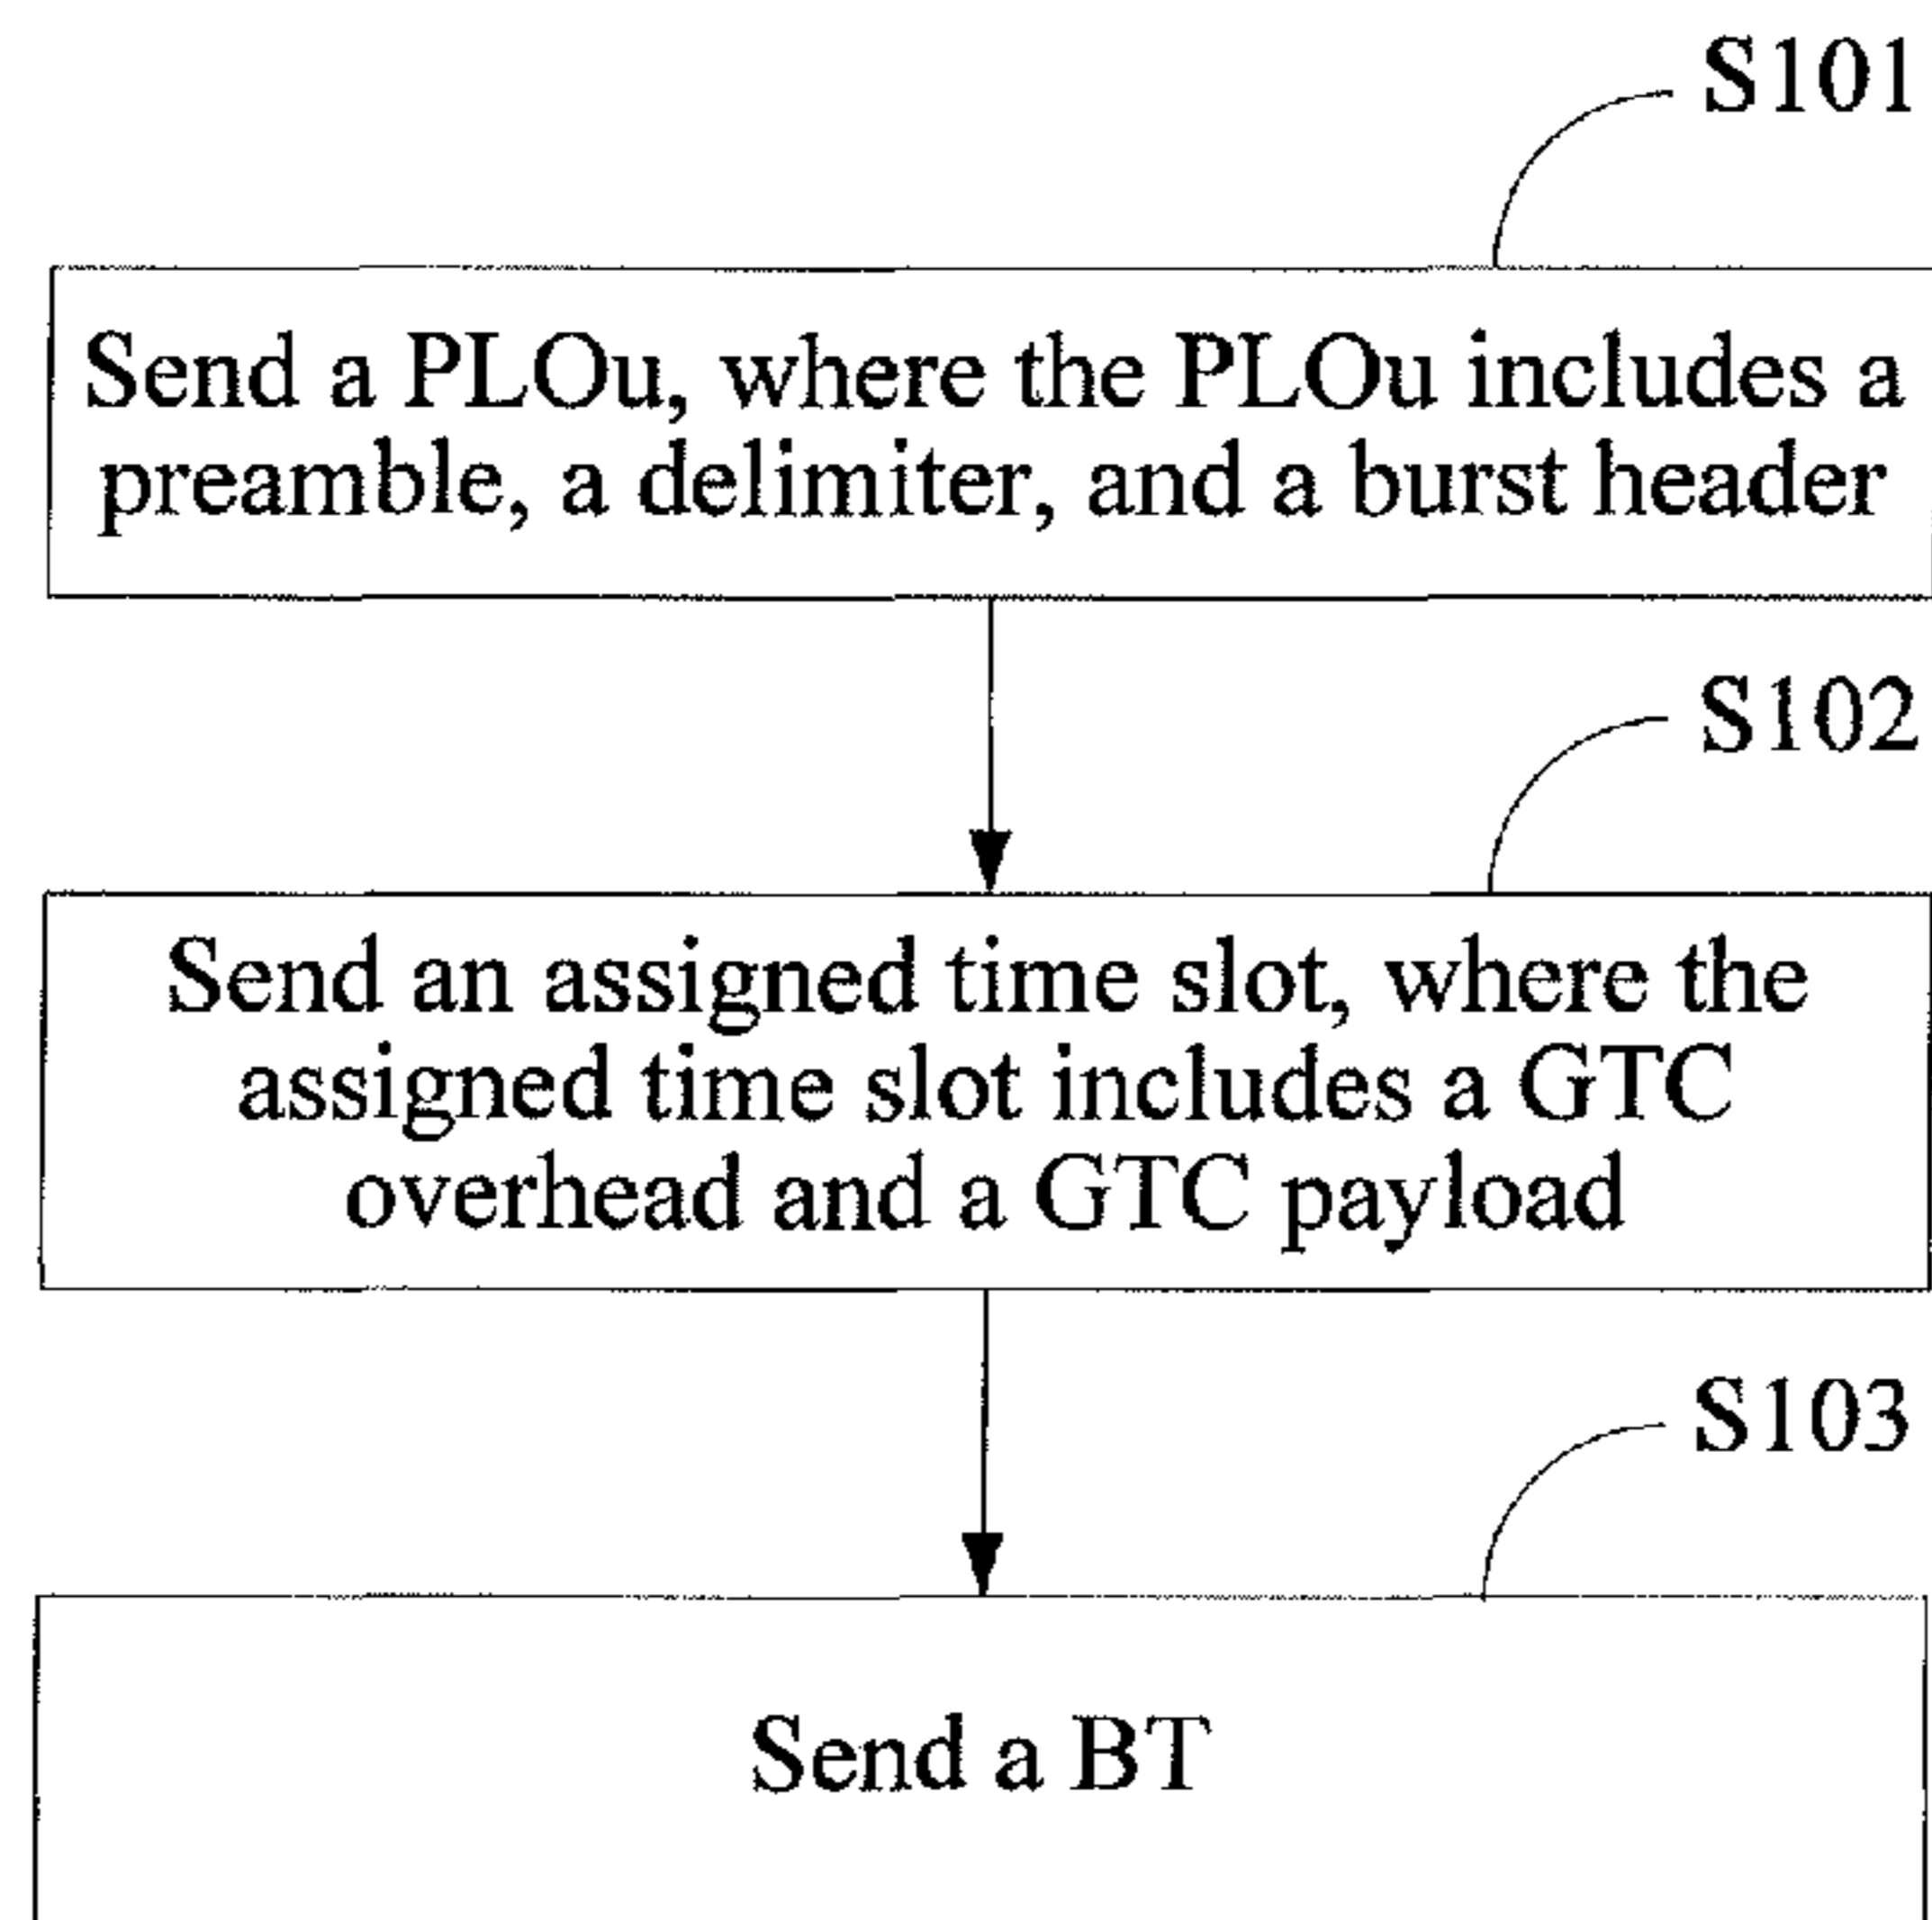 S101
Send a PLOu, where the PLOu includes a
preamble, a delimiter, and a burst header
S102
Send an assigned time slot, where the
assigned time slot includes a GTC
overhead and a GTC payload
S103
Send a BT